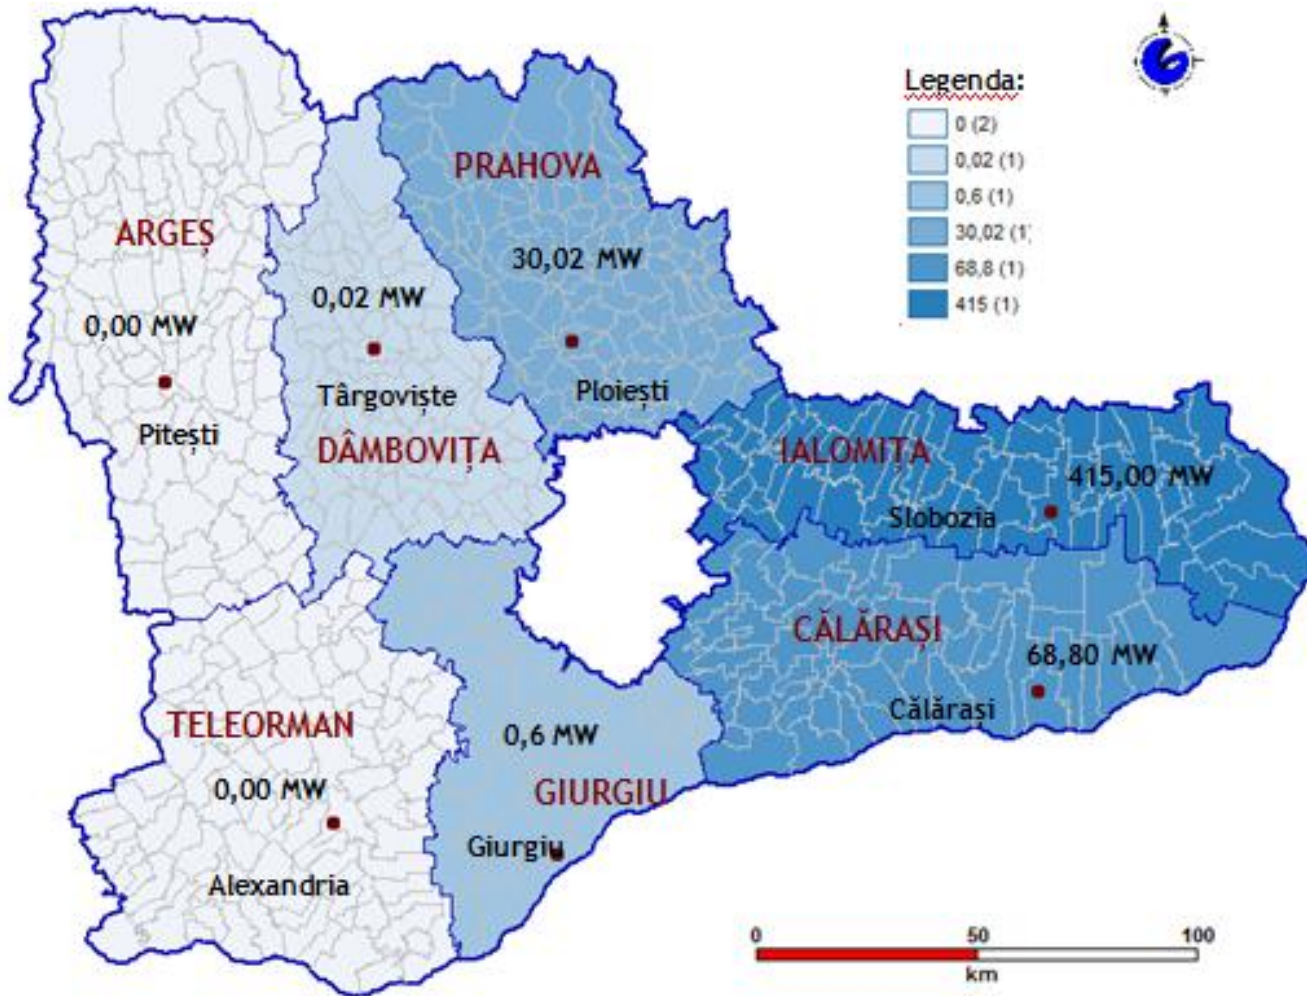 Legenda:
0 (2)
0,02 (1)
0,6 (1)
30,02 (1)
68,8 (1)
415 (1)
PRAHOVA
30,02 MW
Ploiești
ARGEȘ
0,00 MW
Pitești
0,02 MW
Târgoviște
DÂMBOVIȚA
IALOMIȚA
415,00 MW
Slobozia
CĂLĂRAȘI
68,80 MW
Călărași
TELEORMAN
0,00 MW
Alexandria
0,6 MW
GIURGIU
Giurgiu
0 50 100
km